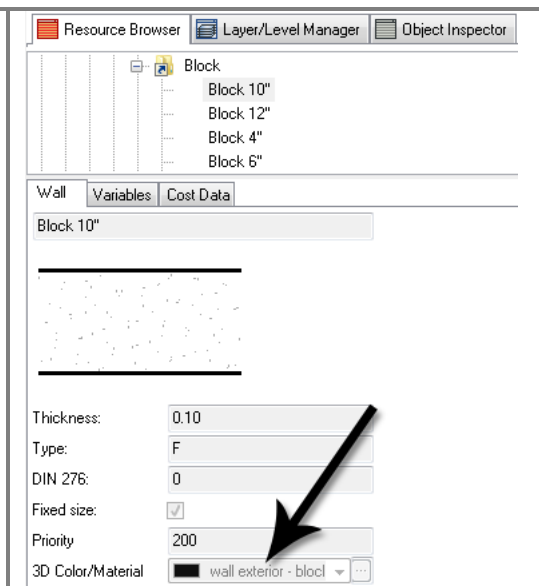 Resource Browser Layer/Level Manager Object Inspector
Block
Block 10"
Block 12"
Block 4"
Block 6"
Wall Variables Cost Data
Block 10"
Thickness: 0.10
Type: F
DIN 276: 0
Fixed size:
Priority 200
3D Color/Material wall exterior - blocl ...